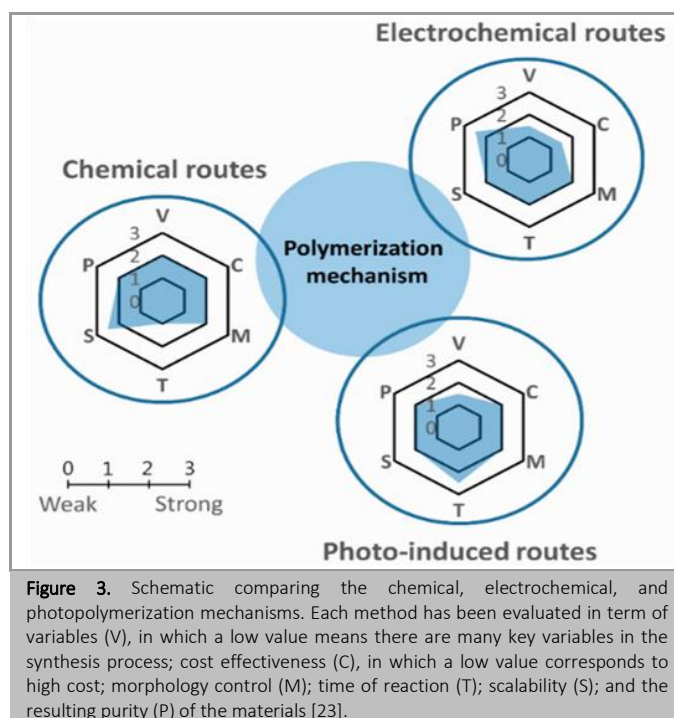 Electrochemical routes
V
3
2
1
0
P
C
S
M
T
Chemical routes
V
3
2
1
0
P
C
S
M
T
Polymerization
mechanism
V
3
2
1
0
P
C
S
M
T
0 1 2 3
Weak Strong
Photo-induced routes
Figure 3. Schematic comparing the chemical, electrochemical, and
photopolymerization mechanisms. Each method has been evaluated in term of
variables (V), in which a low value means there are many key variables in the
synthesis process; cost effectiveness (C), in which a low value corresponds to
high cost; morphology control (M); time of reaction (T); scalability (S); and the
resulting purity (P) of the materials [23].